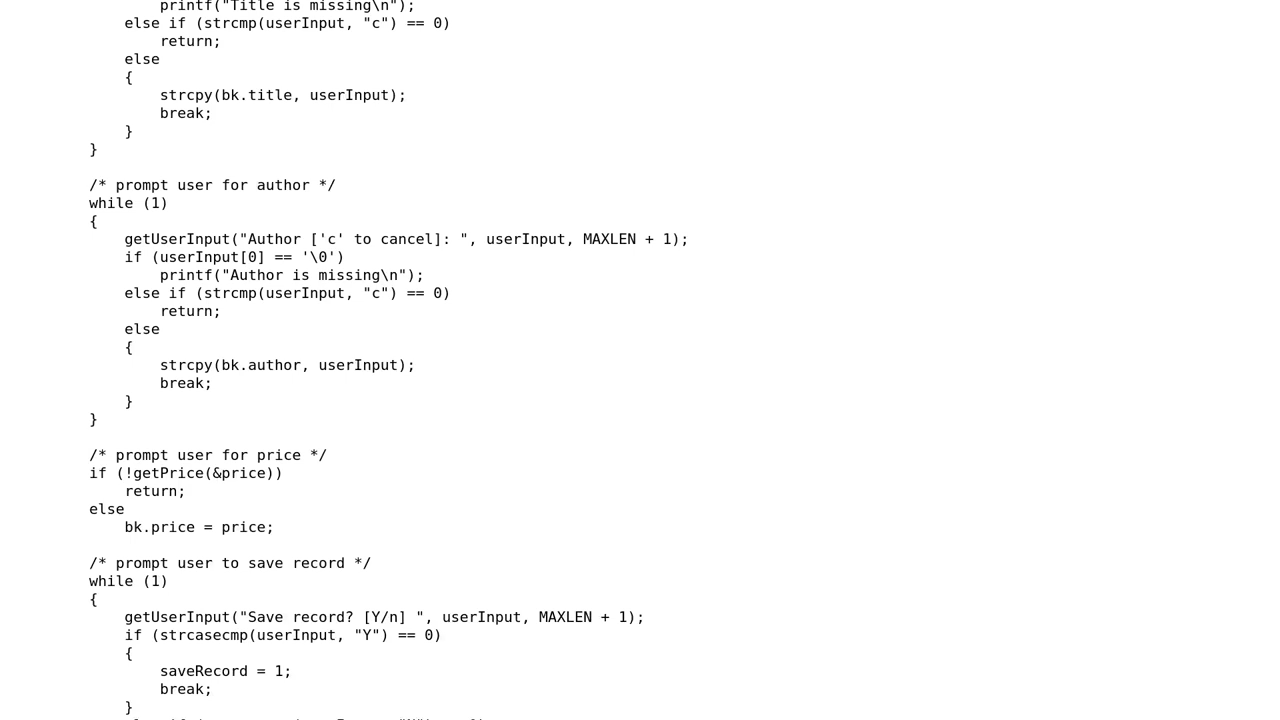 printf("Title is missing\n");
    else if (strcmp(userInput, "c") == 0)
        return;
    else
    {
        strcpy(bk.title, userInput);
        break;
    }
}

/* prompt user for author */
while (1)
{
    getUserInput("Author ['c' to cancel]: ", userInput, MAXLEN + 1);
    if (userInput[0] == '\0')
        printf("Author is missing\n");
    else if (strcmp(userInput, "c") == 0)
        return;
    else
    {
        strcpy(bk.author, userInput);
        break;
    }
}

/* prompt user for price */
if (!getPrice(&price))
    return;
else
    bk.price = price;

/* prompt user to save record */
while (1)
{
    getUserInput("Save record? [Y/n] ", userInput, MAXLEN + 1);
    if (strcasecmp(userInput, "Y") == 0)
    {
        saveRecord = 1;
        break;
    }